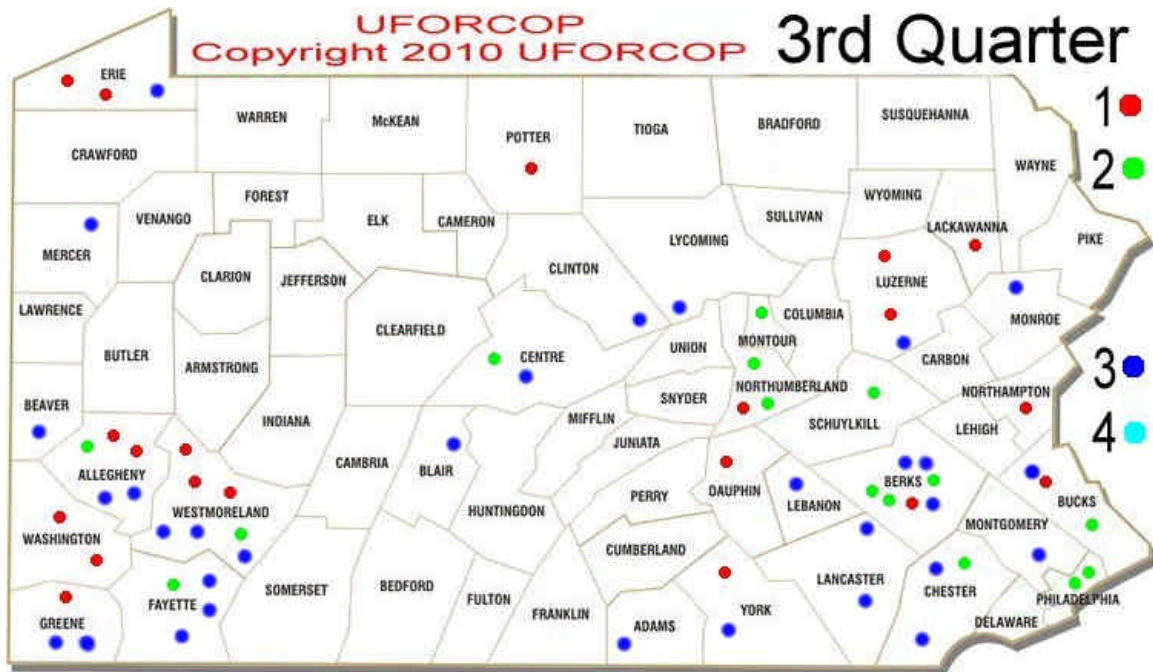 UFORCOP
Copyright 2010 UFORCOP
3rd Quarter
ERIE
1
WARREN
McKEAN
POTTER
TIOGA
BRADFORD
SUSQUEHANNA
2
CRAWFORD
WAYNE
FOREST
WYOMING
VENANGO
ELK
CAMERON
SULLIVAN
LACKAWANNA
LYCOMING
PIKE
MERCER
CLINTON
CLARION
JEFFERSON
LUZERNE
LAWRENCE
COLUMBIA
MONROE
CLEARFIELD
MONTOUR
UNION
CENTRE
BUTLER
CARBON
ARMSTRONG
3
NORTHUMBERLAND
NORTHAMPTON
SNYDER
BEAVER
MIFFLIN
INDIANA
SCHUYLKILL
LEHIGH
4
JUNIATA
CAMBRIA
BLAIR
ALLEGHENY
BERKS
DAUPHIN
PERRY
LEBANON
BUCKS
HUNTINGDON
WESTMORELAND
MONTGOMERY
WASHINGTON
CUMBERLAND
LANCASTER
SOMERSET
BEDFORD
CHESTER
FULTON
PHILADELPHIA
FAYETTE
FRANKLIN
YORK
GREENE
ADAMS
DELAWARE